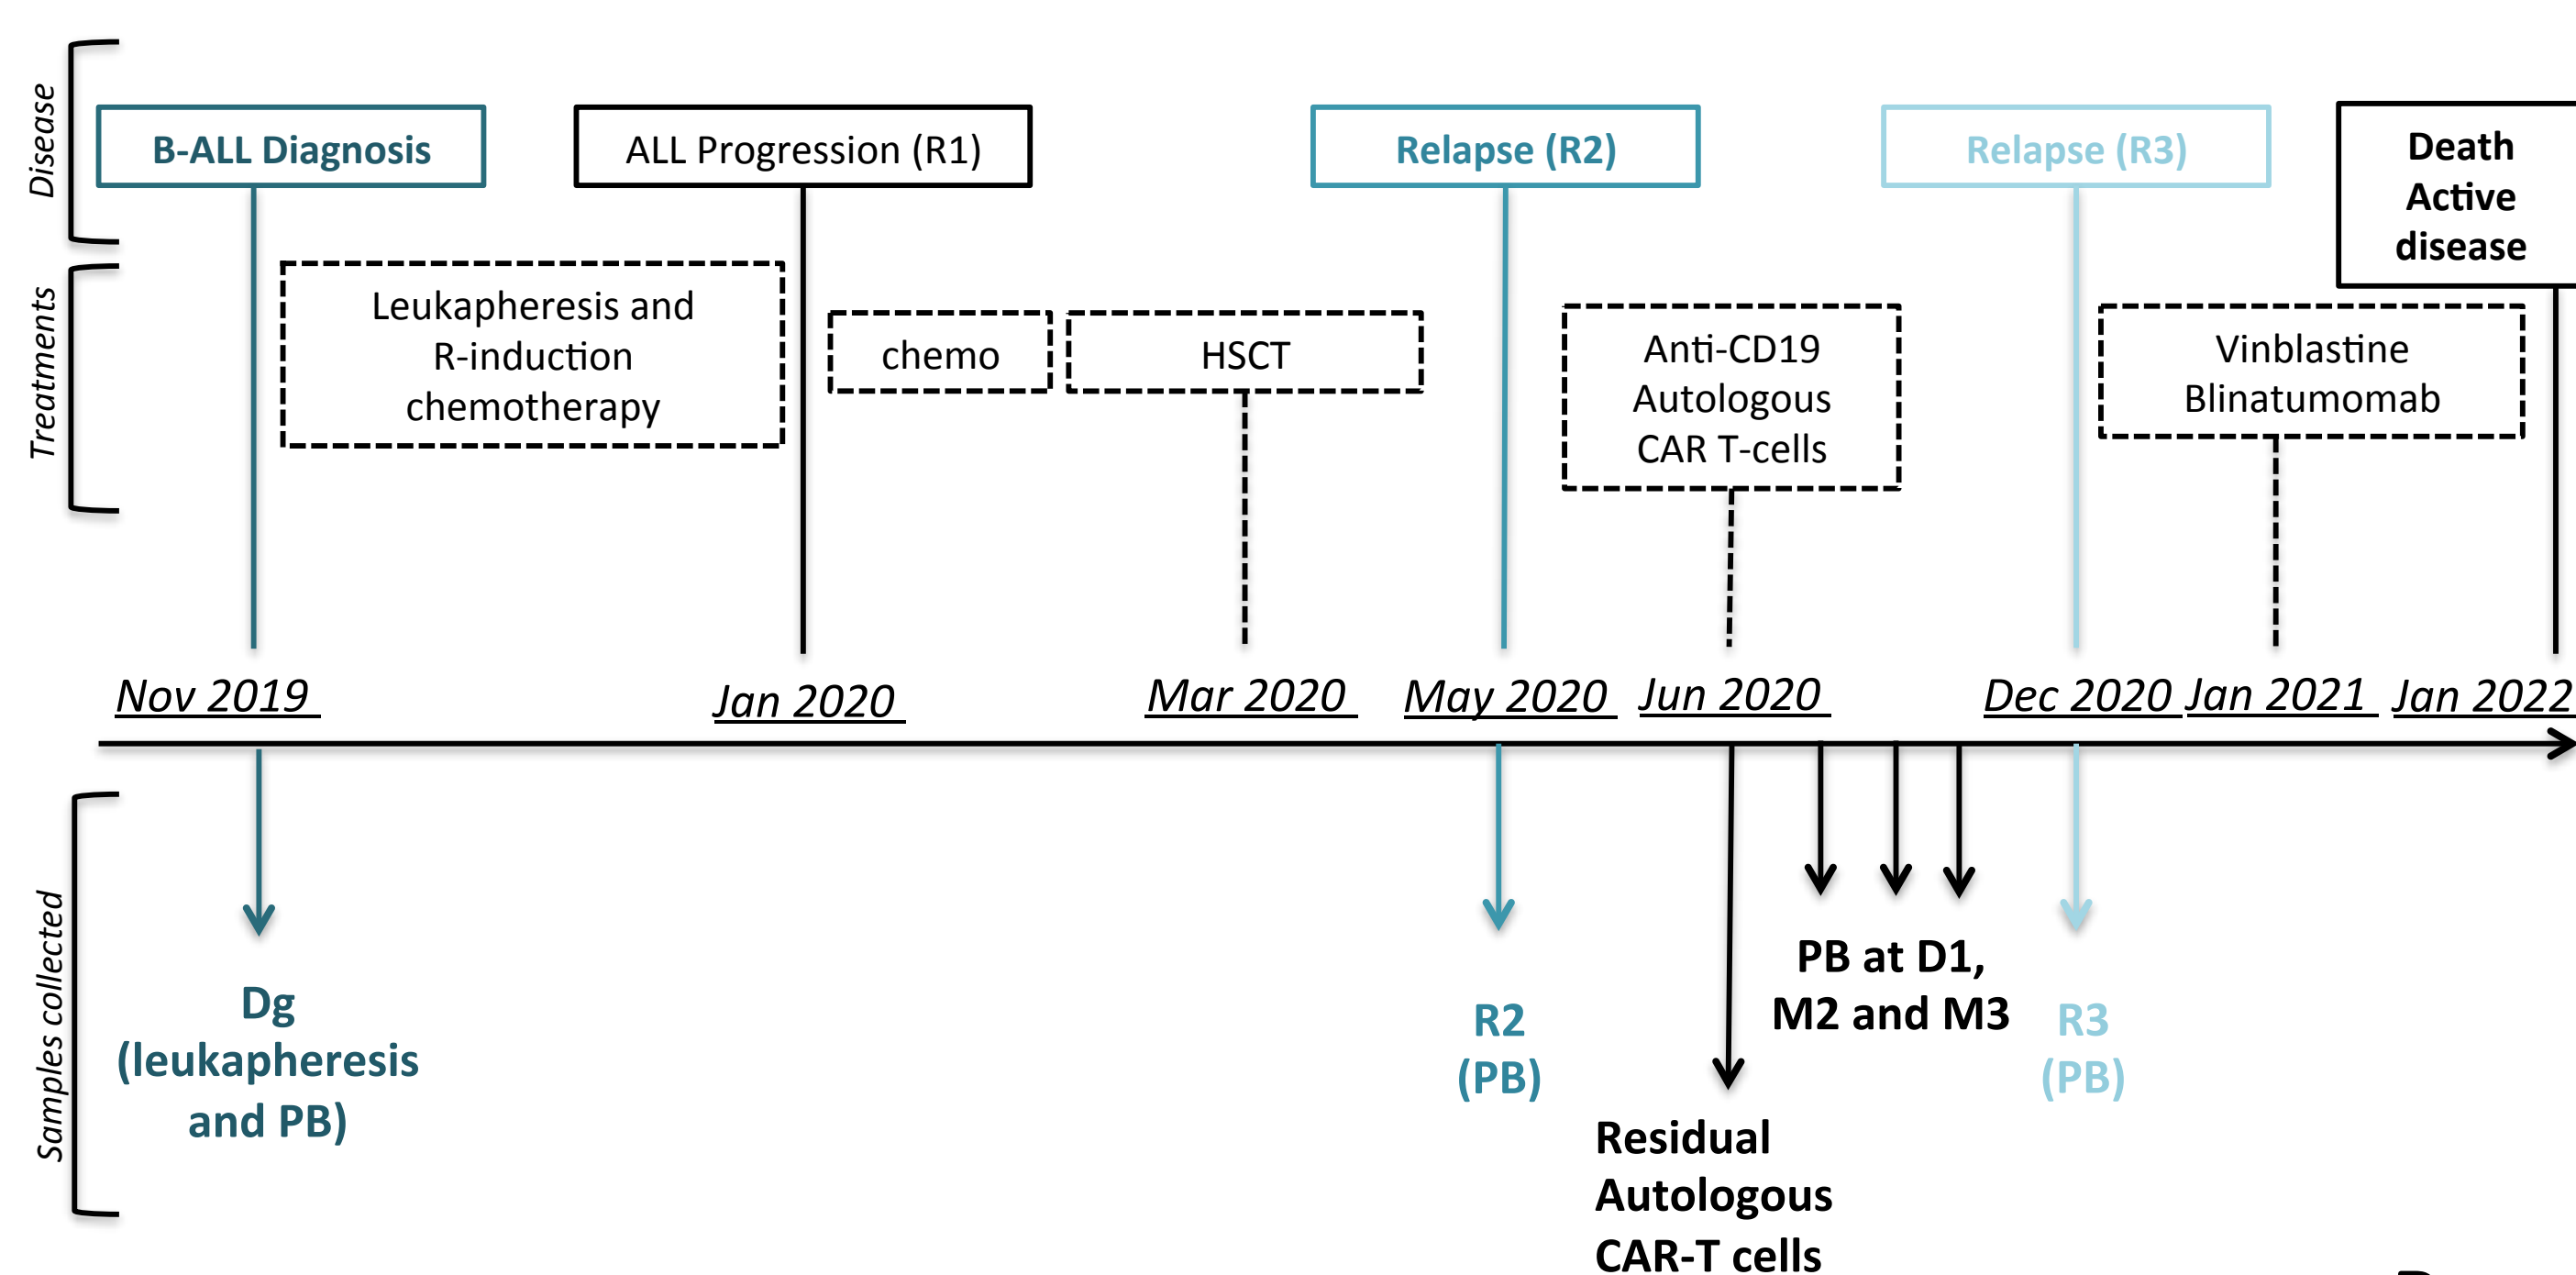 Disease
B-ALL Diagnosis
ALL Progression (R1)
Relapse (R2)
Relapse (R3)
Death
Active
disease
Treatments
Leukapheresis and
R-induction
chemotherapy
chemo
HSCT
Anti-CD19
Autologous
CAR T-cells
Vinblastine
Blinatumomab
Nov 2019
Jan 2020
Mar 2020
May 2020
Jun 2020
Dec 2020
Jan 2021
Jan 2022
Samples collected
Dg
(leukapheresis
and PB)
R2
(PB)
Residual
Autologous
CAR-T cells
PB at D1,
M2 and M3
R3
(PB)